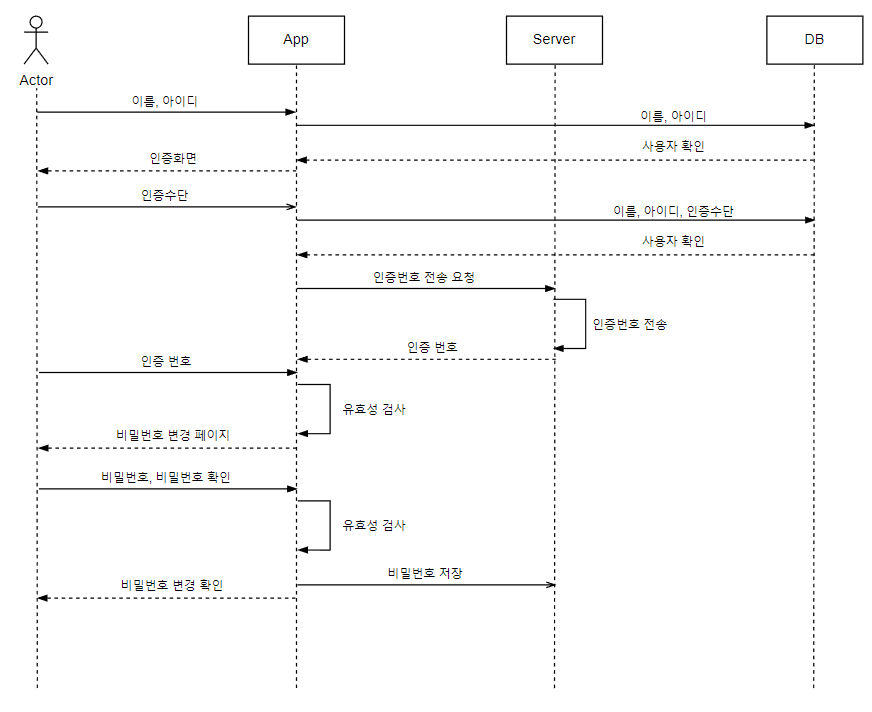 App
Server
DB
Actor
이름, 아이디
이름, 아이디
사용자 확인
인증화면
인증수단
이름, 아이디, 인증수단
사용자 확인
인증번호 전송 요청
인증번호 전송
인증 번호
인증 번호
유효성 검사
비밀번호 변경 페이지
비밀번호, 비밀번호 확인
유효성 검사
비밀번호 저장
비밀번호 변경 확인